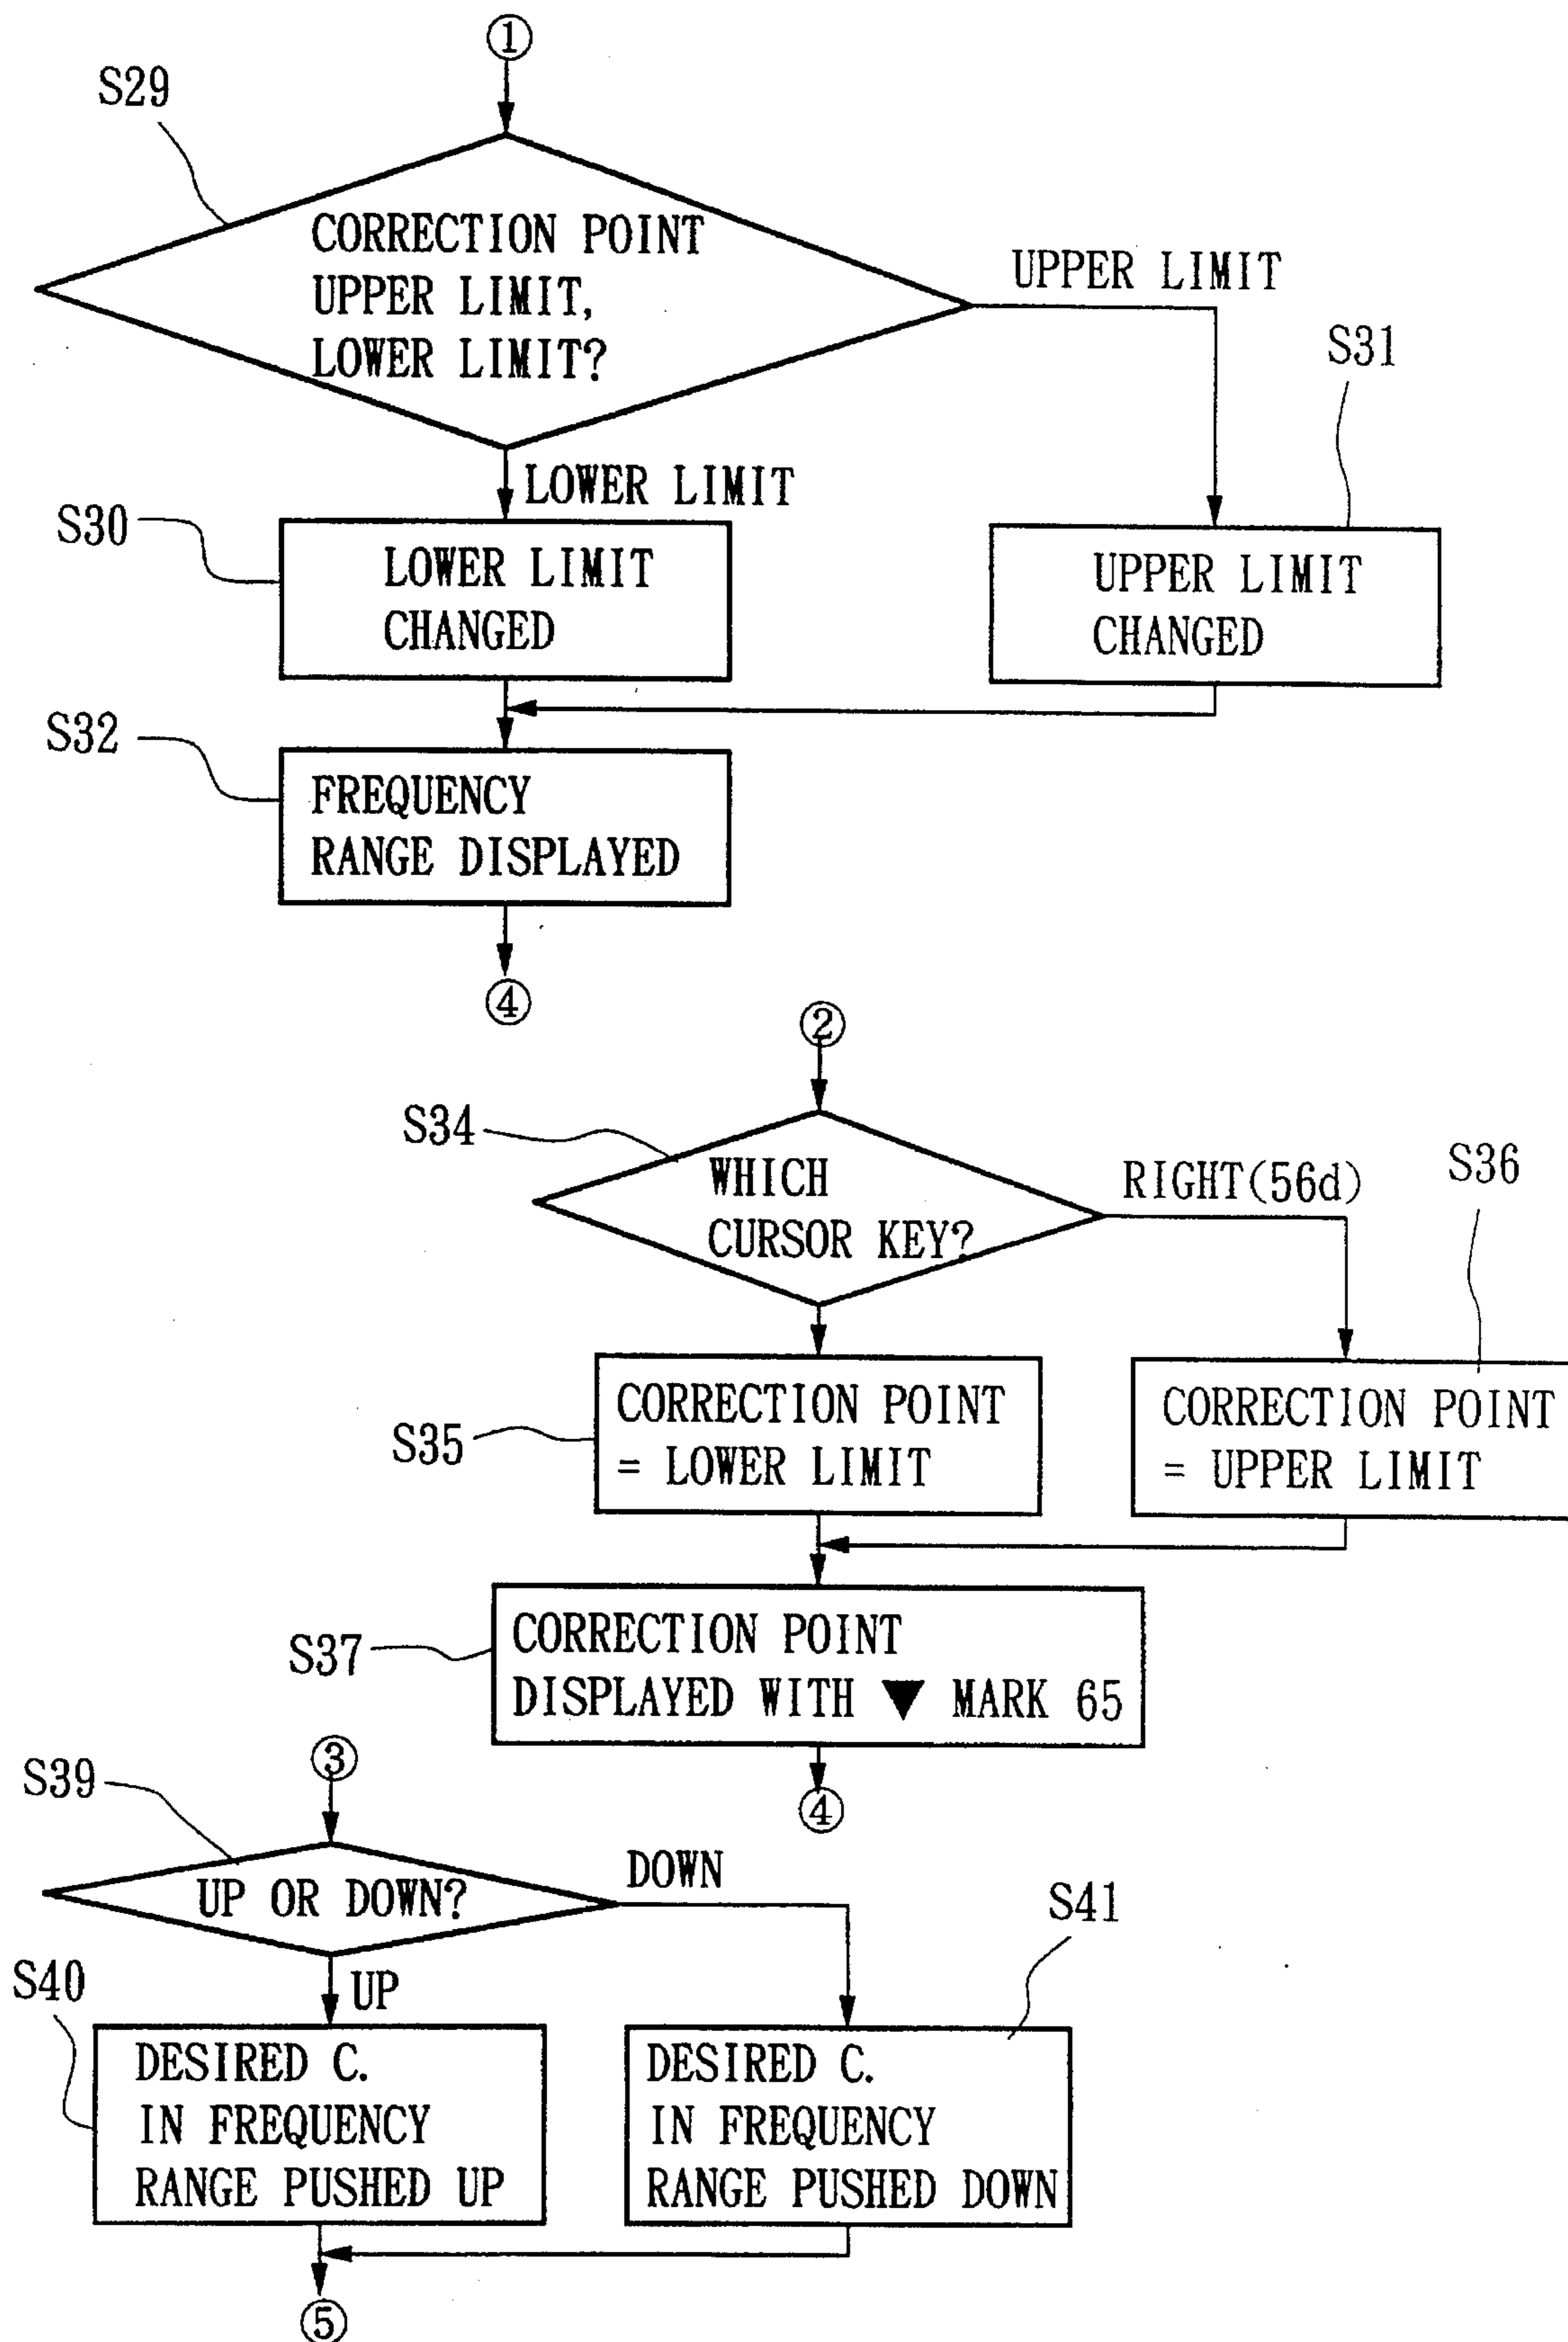 ①
S29
CORRECTION POINT
UPPER LIMIT,
LOWER LIMIT?
UPPER LIMIT
S31
LOWER LIMIT
S30
LOWER LIMIT
CHANGED
UPPER LIMIT
CHANGED
S32
FREQUENCY
RANGE DISPLAYED
④
②
S34
WHICH
CURSOR KEY?
RIGHT(56d)
S36
S35
CORRECTION POINT
= LOWER LIMIT
CORRECTION POINT
= UPPER LIMIT
S37
CORRECTION POINT
DISPLAYED WITH ▼ MARK 65
④
③
S39
UP OR DOWN?
DOWN
S41
S40
UP
DESIRED C.
IN FREQUENCY
RANGE PUSHED UP
DESIRED C.
IN FREQUENCY
RANGE PUSHED DOWN
⑤